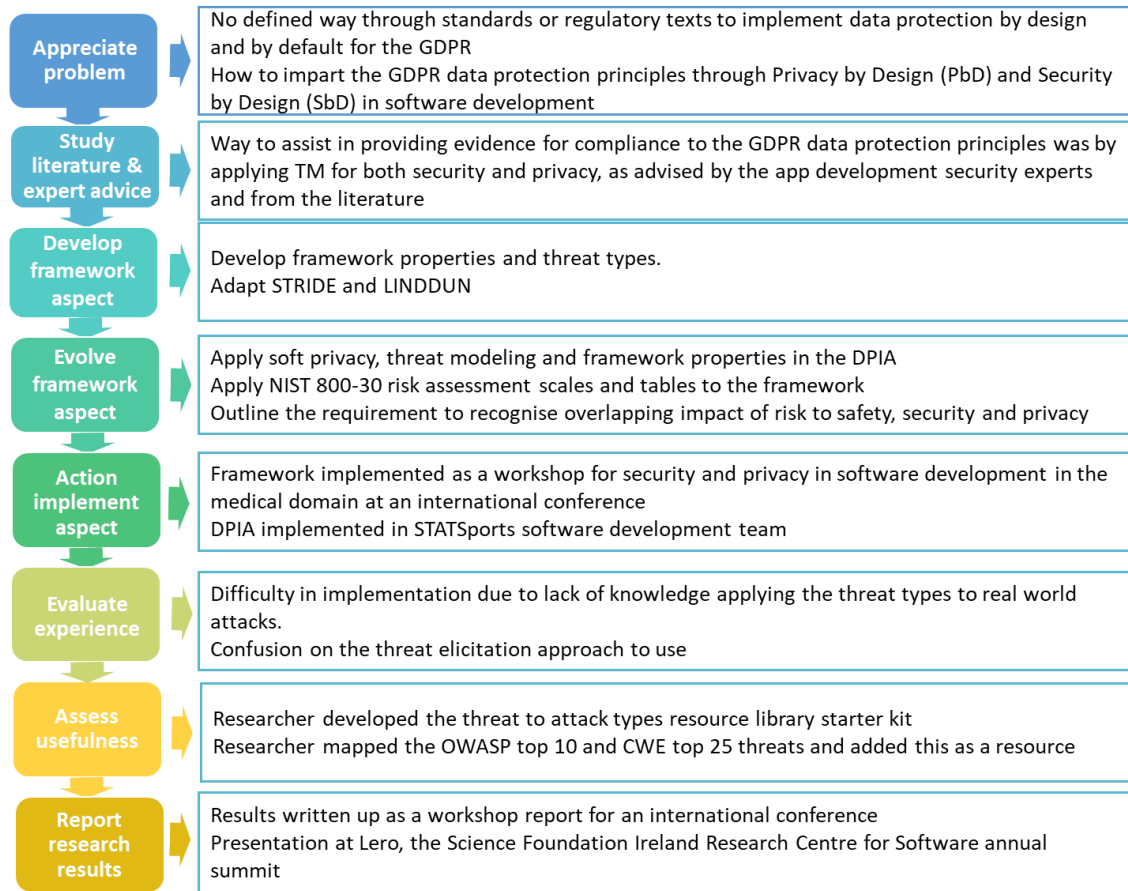 Appreciate
problem
No defined way through standards or regulatory texts to implement data protection by design
and by default for the GDPR
How to impart the GDPR data protection principles through Privacy by Design (PbD) and Security
by Design (SbD) in software development
Study
literature &
expert advice
Way to assist in providing evidence for compliance to the GDPR data protection principles was by
applying TM for both security and privacy, as advised by the app development security experts
and from the literature
Develop
framework
aspect
Develop framework properties and threat types.
Adapt STRIDE and LINDDUN
Evolve
framework
aspect
Apply soft privacy, threat modeling and framework properties in the DPIA
Apply NIST 800-30 risk assessment scales and tables to the framework
Outline the requirement to recognise overlapping impact of risk to safety, security and privacy
Action
implement
aspect
Framework implemented as a workshop for security and privacy in software development in the
medical domain at an international conference
DPIA implemented in STATSports software development team
Evaluate
experience
Difficulty in implementation due to lack of knowledge applying the threat types to real world
attacks.
Confusion on the threat elicitation approach to use
Assess
usefulness
Researcher developed the threat to attack types resource library starter kit
Researcher mapped the OWASP top 10 and CWE top 25 threats and added this as a resource
Report
research
results
Results written up as a workshop report for an international conference
Presentation at Lero, the Science Foundation Ireland Research Centre for Software annual
summit